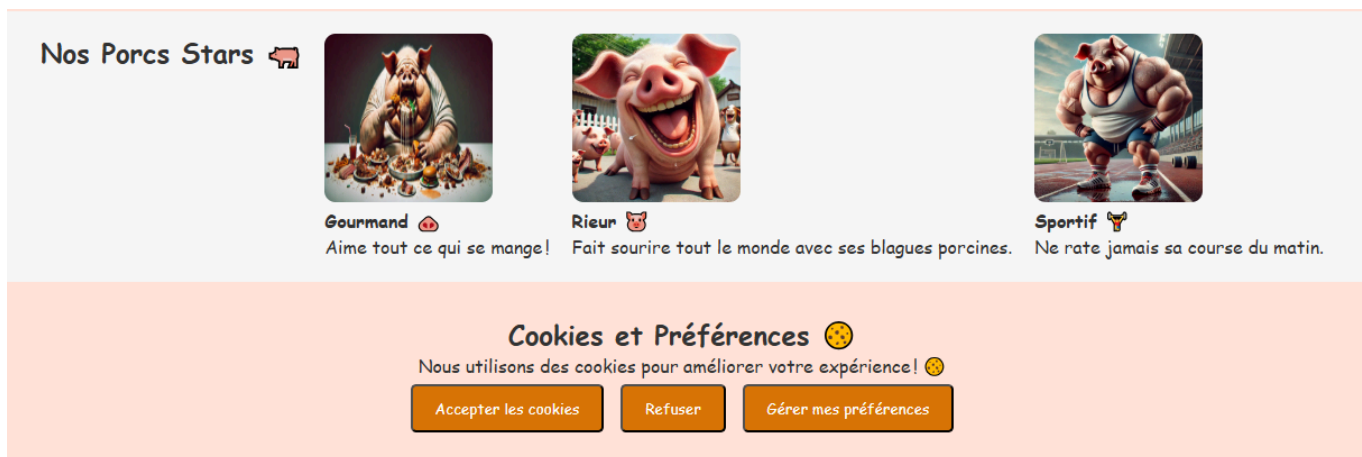 Nos Porcs Stars 🐖
Gourmand 🐽
Aime tout ce qui se mange !
Rieur 🐷
Fait sourire tout le monde avec ses blagues porcines.
Sportif 🏋
Ne rate jamais sa course du matin.
Cookies et Préférences 🍪
Nous utilisons des cookies pour améliorer votre expérience ! 🍪
Accepter les cookies
Refuser
Gérer mes préférences